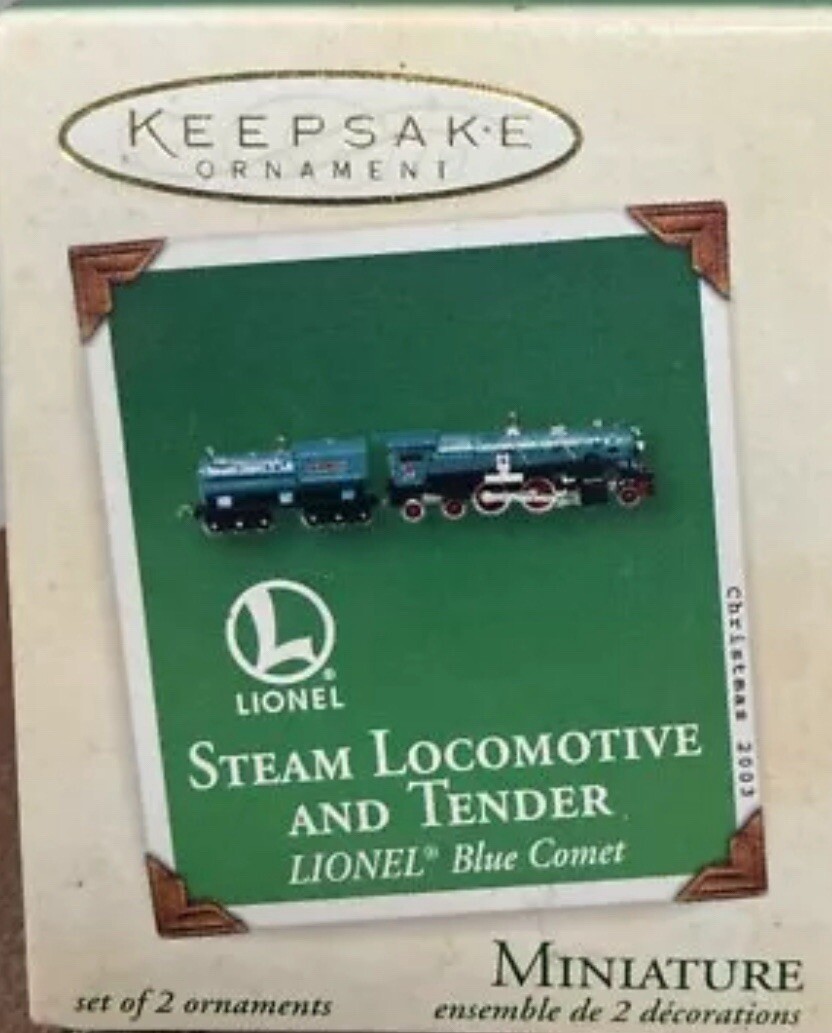 KEEPSAKE
ORNAMENT
Christmas 2003
L
LIONEL
STEAM LOCOMOTIVE
AND TENDER
LIONEL® Blue Comet
MINIATURE
set of 2 ornaments
ensemble de 2 décorations